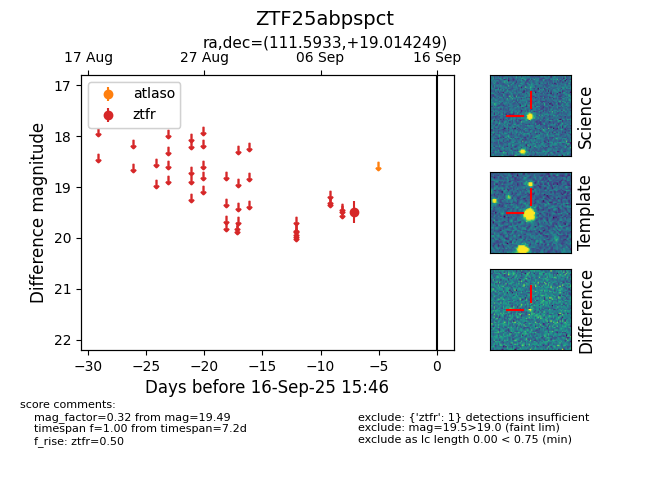 ZTF25abpspct
ra,dec=(111.5933,+19.014249)
17 Aug 27 Aug 06 Sep 16 Sep
atlaso
ztfr
17
18
19
20
21
22
Difference magnitude
−30 −25 −20 −15 −10 −5 0
Days before 16-Sep-25 15:46
Science
Template
Difference
score comments:
mag_factor=0.32 from mag=19.49
timespan f=1.00 from timespan=7.2d
f_rise: ztfr=0.50
exclude: {'ztfr': 1} detections insufficient
exclude: mag=19.5>19.0 (faint lim)
exclude as lc length 0.00 < 0.75 (min)